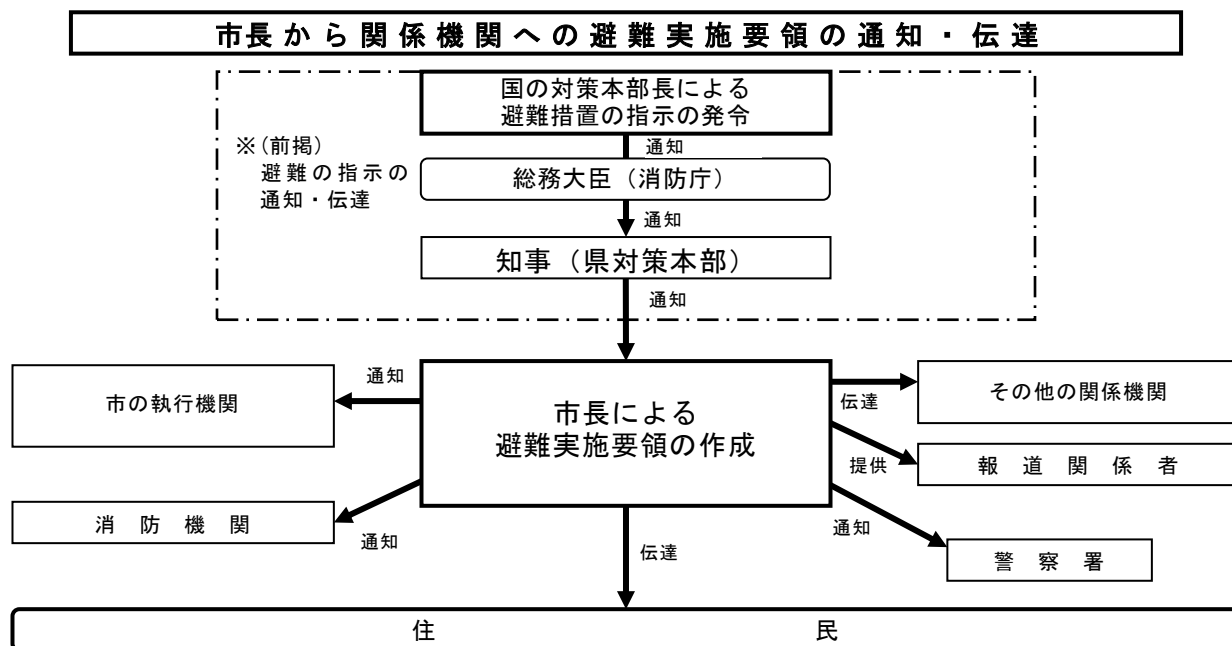 市長から関係機関への避難実施要領の通知・伝達
国の対策本部長による
避難措置の指示の発令
※(前掲)
避難の指示の
通知・伝達
通知
総務大臣（消防庁）
通知
知事（県対策本部）
通知
市の執行機関
通知
市長による
避難実施要領の作成
伝達
その他の関係機関
提供
報道関係者
消防機関
通知
通知
警察署
伝達
住民